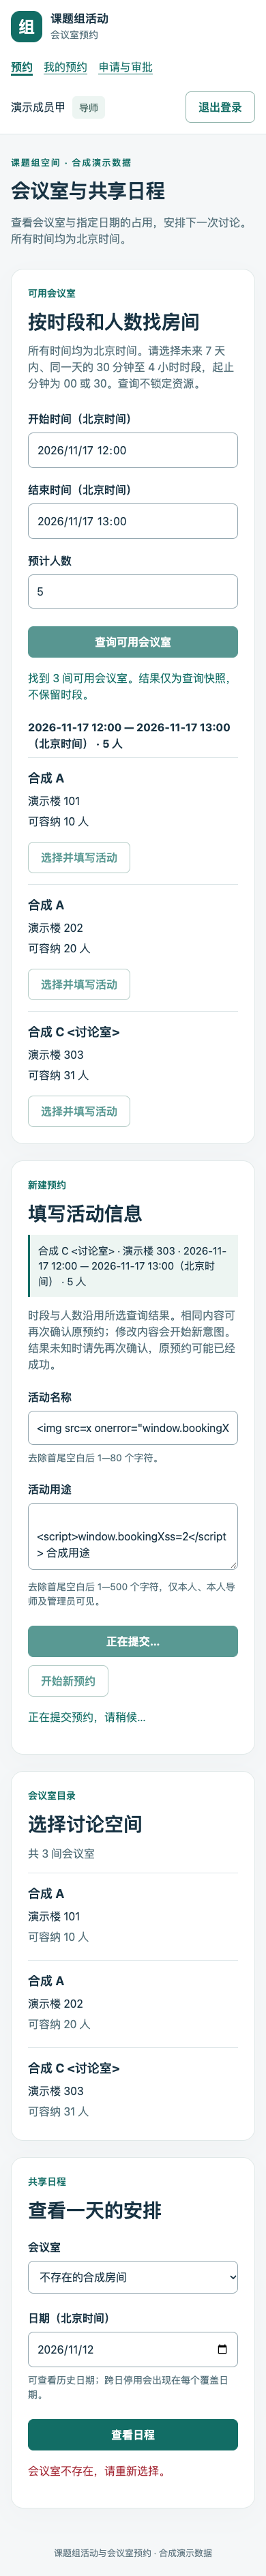 组
课题组活动
会议室预约
预约 我的预约 申请与审批
演示成员甲 导师 退出登录
课题组空间 · 合成演示数据
会议室与共享日程
查看会议室与指定日期的占用，安排下一次讨论。
所有时间均为北京时间。
可用会议室
按时段和人数找房间
所有时间均为北京时间。请选择未来 7 天
内、同一天的 30 分钟至 4 小时时段，起止
分钟为 00 或 30。查询不锁定资源。
开始时间（北京时间）
2026/11/17 12:00
结束时间（北京时间）
2026/11/17 13:00
预计人数
5
查询可用会议室
找到 3 间可用会议室。结果仅为查询快照，
不保留时段。
2026-11-17 12:00 — 2026-11-17 13:00
（北京时间） · 5 人
合成 A
演示楼 101
可容纳 10 人
选择并填写活动
合成 A
演示楼 202
可容纳 20 人
选择并填写活动
合成 C <讨论室>
演示楼 303
可容纳 31 人
选择并填写活动
新建预约
填写活动信息
合成 C <讨论室> · 演示楼 303 · 2026-11-
17 12:00 — 2026-11-17 13:00（北京时
间） · 5 人
时段与人数沿用所选查询结果。相同内容可
再次确认原预约；修改内容会开始新意图。
结果未知时请先再次确认，原预约可能已经
成功。
活动名称
<img src=x onerror="window.bookingX
去除首尾空白后 1—80 个字符。
活动用途
<script>window.bookingXss=2</script
> 合成用途
去除首尾空白后 1—500 个字符，仅本人、本人导
师及管理员可见。
正在提交…
开始新预约
正在提交预约，请稍候…
会议室目录
选择讨论空间
共 3 间会议室
合成 A
演示楼 101
可容纳 10 人
合成 A
演示楼 202
可容纳 20 人
合成 C <讨论室>
演示楼 303
可容纳 31 人
共享日程
查看一天的安排
会议室
不存在的合成房间
日期（北京时间）
2026/11/12
可查看历史日期；跨日停用会出现在每个覆盖日
期。
查看日程
会议室不存在，请重新选择。
课题组活动与会议室预约 · 合成演示数据